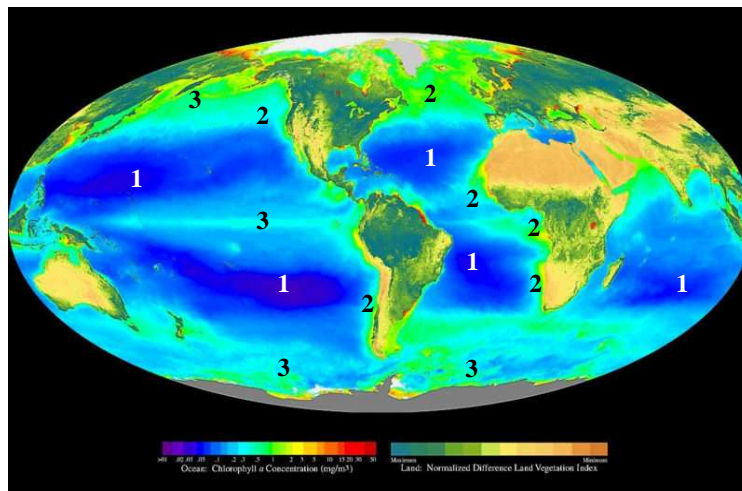 3 2
2
1
1
2
3 2
1
1 2 2 1
3 3
Maximum Minimum
Ocean: Chlorophyll a Concentration (mg/m³) Land: Normalized Difference Land Vegetation Index